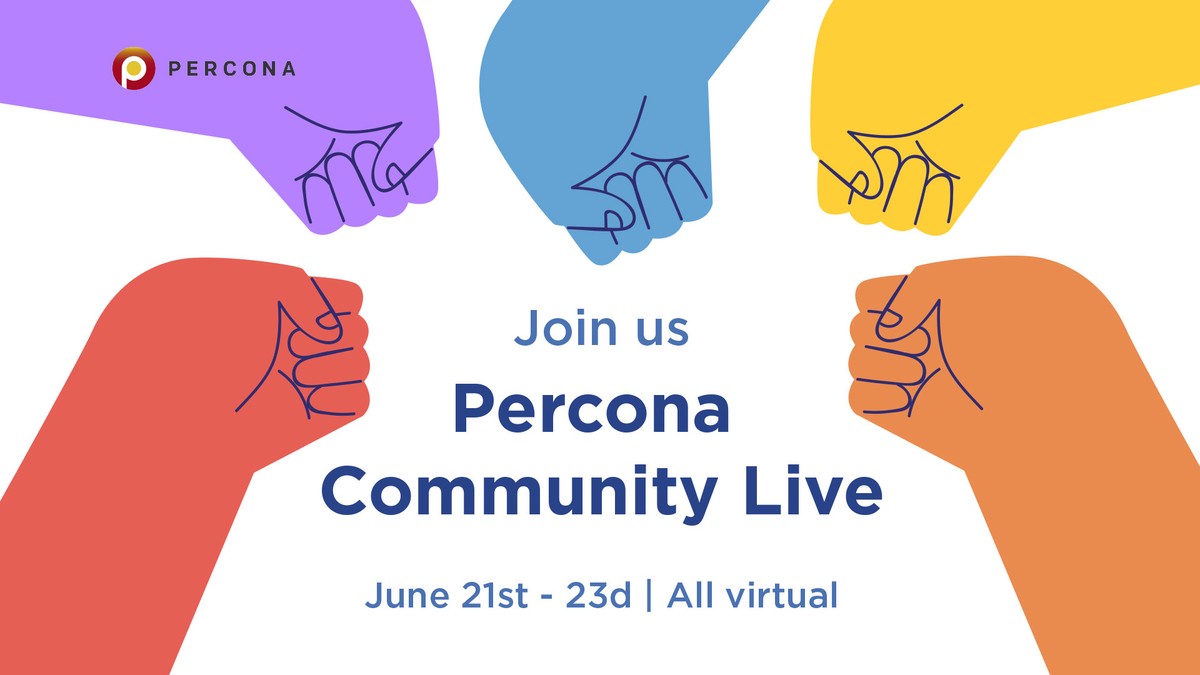 PERCONA
Join us
Percona
Community Live
June 21st - 23d | All virtual